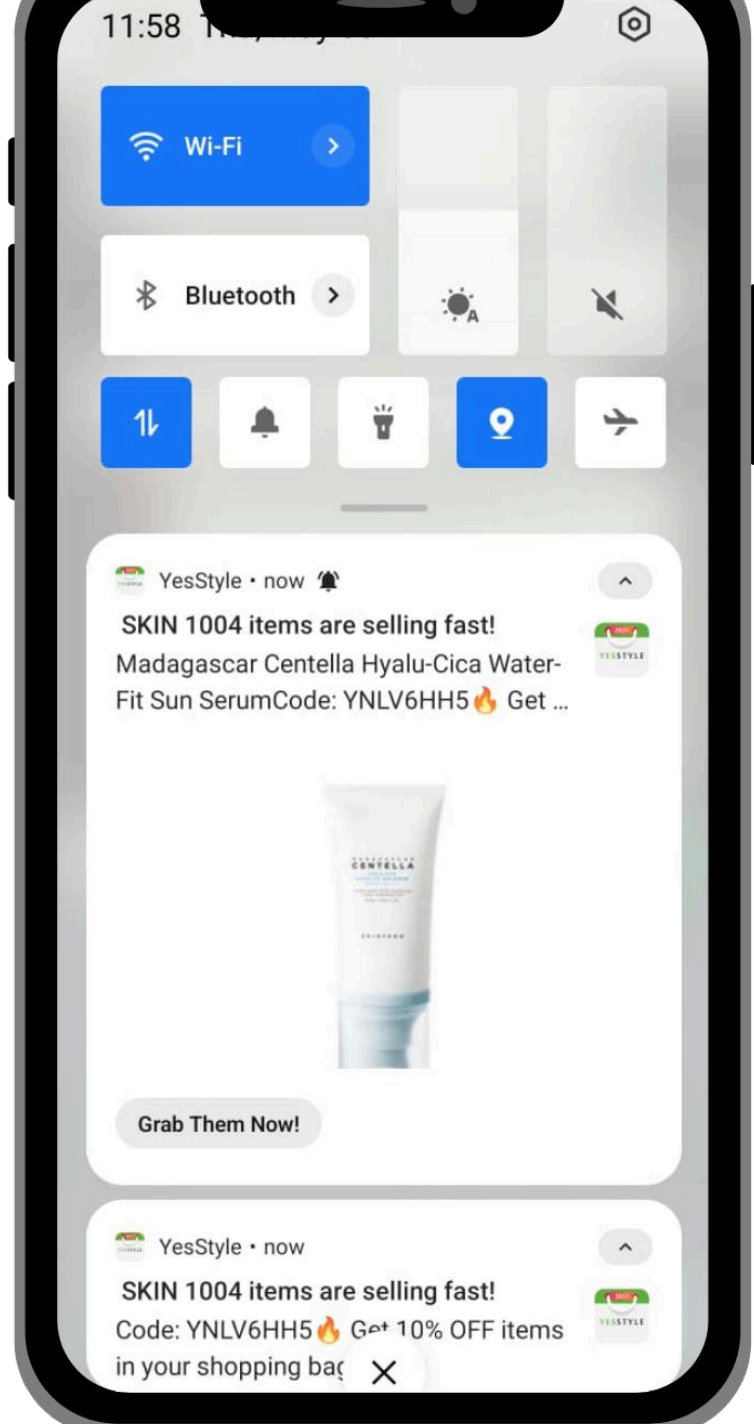 11:58
Wi-Fi
Bluetooth
A
YesStyle • now
SKIN 1004 items are selling fast!
Madagascar Centella Hyalu-Cica Water-
Fit Sun SerumCode: YNLV6HH5🔥 Get ...
YESSTYLE
CENTELLA
Grab Them Now!
YesStyle • now
SKIN 1004 items are selling fast!
Code: YNLV6HH5🔥 Get 10% OFF items
in your shopping bag
YESSTYLE